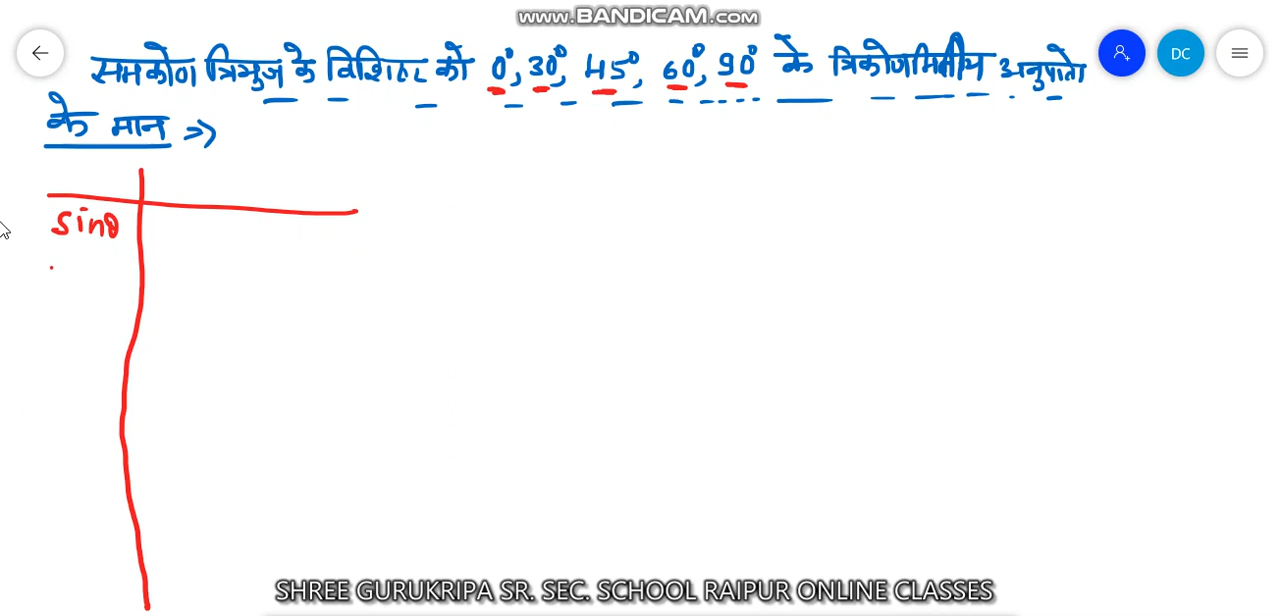 www.BANDICAM.com
समकोण त्रिभुज के विशिष्ट को 0°, 30°, 45°, 60°, 90° के त्रिकोणमितीय अनुपातो
DC
के मान ⇒
sinθ
SHREE GURUKRIPA SR. SEC. SCHOOL RAIPUR ONLINE CLASSES